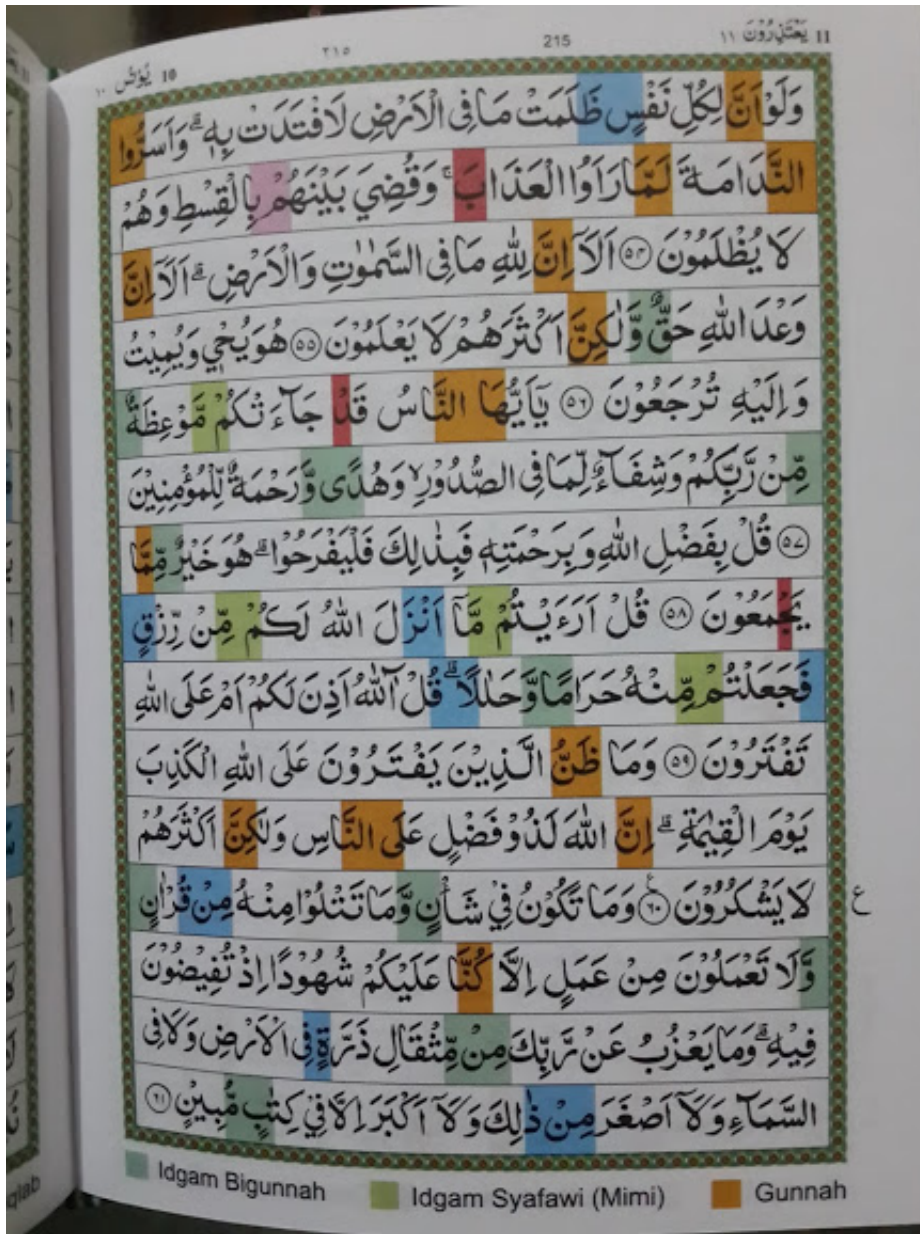 ١١ يَعْتَذِرُوْنَ 11
215
٢١٥
١٠ يُوْنُس 10
وَلَوْ اَنَّ لِكُلِّ نَفْسٍ ظَلَمَتْ مَا فِى الْاَرْضِ لَافْتَدَتْ بِهٖۗ وَاَسَرُّوا
النَّدَامَةَ لَمَّا رَاَوُا الْعَذَابَۚ وَقُضِيَ بَيْنَهُمْ بِالْقِسْطِ وَهُمْ
لَا يُظْلَمُوْنَ ۝٥٤ اَلَآ اِنَّ لِلّٰهِ مَا فِى السَّمٰوٰتِ وَالْاَرْضِۗ اَلَآ اِنَّ
وَعْدَ اللّٰهِ حَقٌّ وَّلٰكِنَّ اَكْثَرَهُمْ لَا يَعْلَمُوْنَ ۝٥٥ هُوَ يُحْيٖ وَيُمِيْتُ
وَاِلَيْهِ تُرْجَعُوْنَ ۝٥٦ يٰٓاَيُّهَا النَّاسُ قَدْ جَاۤءَتْكُمْ مَّوْعِظَةٌ
مِّنْ رَّبِّكُمْ وَشِفَاۤءٌ لِّمَا فِى الصُّدُوْرِۙ وَهُدًى وَّرَحْمَةٌ لِّلْمُؤْمِنِيْنَ
۝٥٧ قُلْ بِفَضْلِ اللّٰهِ وَبِرَحْمَتِهٖ فَبِذٰلِكَ فَلْيَفْرَحُوْاۗ هُوَ خَيْرٌ مِّمَّا
يَجْمَعُوْنَ ۝٥٨ قُلْ اَرَءَيْتُمْ مَّآ اَنْزَلَ اللّٰهُ لَكُمْ مِّنْ رِّزْقٍ
فَجَعَلْتُمْ مِّنْهُ حَرَامًا وَّحَلٰلًاۗ قُلْ اٰۤللّٰهُ اَذِنَ لَكُمْ اَمْ عَلَى اللّٰهِ
تَفْتَرُوْنَ ۝٥٩ وَمَا ظَنُّ الَّذِيْنَ يَفْتَرُوْنَ عَلَى اللّٰهِ الْكَذِبَ
يَوْمَ الْقِيٰمَةِۗ اِنَّ اللّٰهَ لَذُوْ فَضْلٍ عَلَى النَّاسِ وَلٰكِنَّ اَكْثَرَهُمْ
لَا يَشْكُرُوْنَ ۝٦٠ࣖ وَمَا تَكُوْنُ فِيْ شَأْنٍ وَّمَا تَتْلُوْا مِنْهُ مِنْ قُرْاٰنٍ
ع
وَّلَا تَعْمَلُوْنَ مِنْ عَمَلٍ اِلَّا كُنَّا عَلَيْكُمْ شُهُوْدًا اِذْ تُفِيْضُوْنَ
فِيْهِۗ وَمَا يَعْزُبُ عَنْ رَّبِّكَ مِنْ مِّثْقَالِ ذَرَّةٍ فِى الْاَرْضِ وَلَا فِى
السَّمَاۤءِ وَلَآ اَصْغَرَ مِنْ ذٰلِكَ وَلَآ اَكْبَرَ اِلَّا فِيْ كِتٰبٍ مُّبِيْنٍ ۝٦١
Idgam Bigunnah
Idgam Syafawi (Mimi)
Gunnah